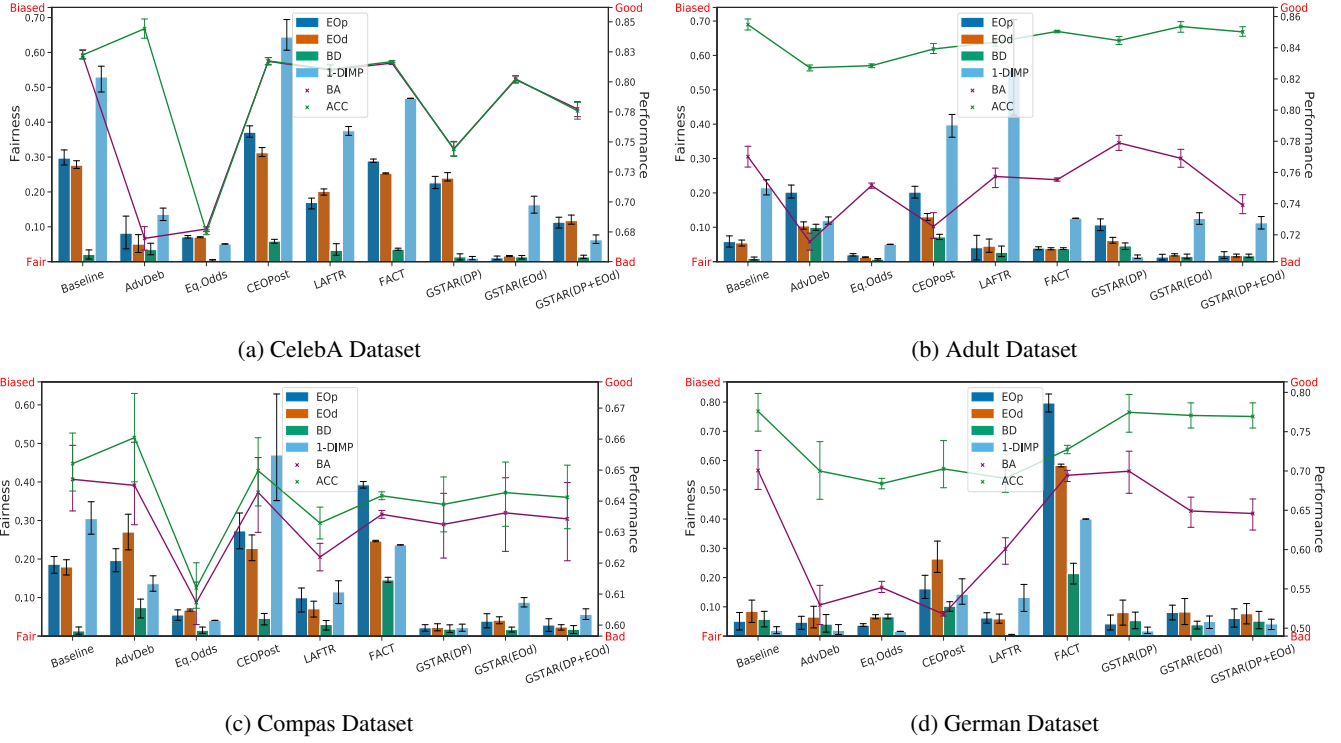 Biased
Good
0.70
0.60
0.50
0.40
0.30
0.20
0.10
Fair
Fairness
EOp
EOd
BD
1-DIMP
BA
ACC
0.85
0.83
0.80
0.78
0.75
0.73
0.70
0.68
Bad
Performance
Baseline
AdvDeb
Eq.Odds
CEOPost
LAFTR
FACT
GSTAR(DP)
GSTAR(EOd)
GSTAR(DP+EOd)
(a) CelebA Dataset
Biased
Good
0.70
0.60
0.50
0.40
0.30
0.20
0.10
Fair
Fairness
EOp
EOd
BD
1-DIMP
BA
ACC
0.86
0.84
0.82
0.80
0.78
0.76
0.74
0.72
Bad
Performance
Baseline
AdvDeb
Eq.Odds
CEOPost
LAFTR
FACT
GSTAR(DP)
GSTAR(EOd)
GSTAR(DP+EOd)
(b) Adult Dataset
Biased
Good
0.60
0.50
0.40
0.30
0.20
0.10
Fair
Fairness
EOp
EOd
BD
1-DIMP
BA
ACC
0.67
0.66
0.65
0.64
0.63
0.62
0.61
0.60
Bad
Performance
Baseline
AdvDeb
Eq.Odds
CEOPost
LAFTR
FACT
GSTAR(DP)
GSTAR(EOd)
GSTAR(DP+EOd)
(c) Compas Dataset
Biased
Good
0.80
0.70
0.60
0.50
0.40
0.30
0.20
0.10
Fair
Fairness
EOp
EOd
BD
1-DIMP
BA
ACC
0.80
0.75
0.70
0.65
0.60
0.55
0.50
Bad
Performance
Baseline
AdvDeb
Eq.Odds
CEOPost
LAFTR
FACT
GSTAR(DP)
GSTAR(EOd)
GSTAR(DP+EOd)
(d) German Dataset